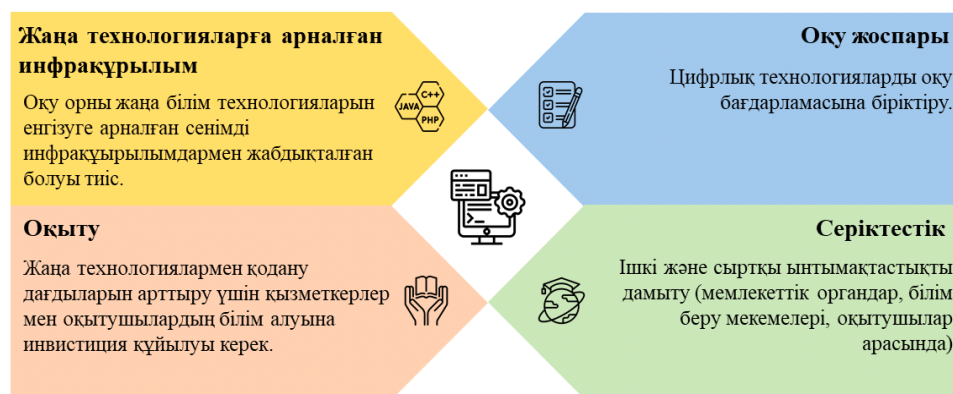 Жаңа технологияларға арналған
инфрақұрылым
Оқу орны жаңа білім технологияларын
енгізуге арналған сенімді
инфрақұырылымдармен жабдықталған
болуы тиіс.
C++
JAVA
PHP
Оқу жоспары
Цифрлық технологияларды оқу
бағдарламасына біріктіру.
Оқыту
Жаңа технологиялармен қодану
дағдыларын арттыру үшін қызметкерлер
мен оқытушылардың білім алуына
инвестиция құйылуы керек.
Серіктестік
Ішкі және сыртқы ынтымақтастықты
дамыту (мемлекеттік органдар, білім
беру мекемелері, оқытушылар
арасында)